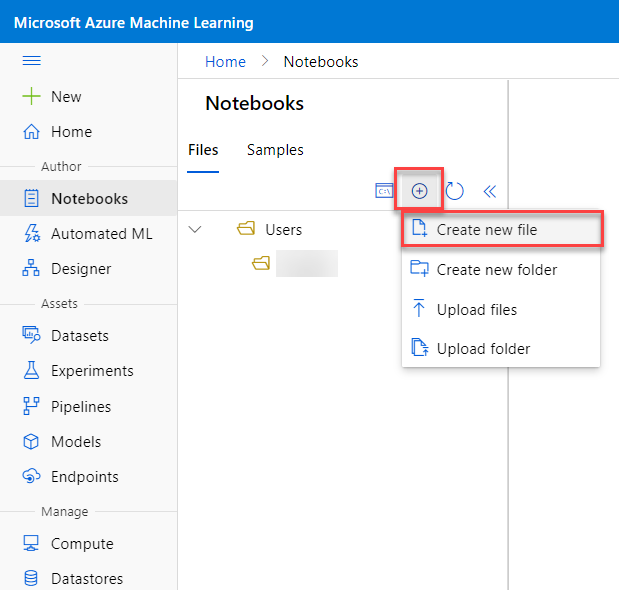 Microsoft Azure Machine Learning
Home > Notebooks
New
Home
Author
Notebooks
Automated ML
Designer
Assets
Datasets
Experiments
Pipelines
Models
Endpoints
Manage
Compute
Datastores
Notebooks
Files Samples
C:\
Users
Create new file
Create new folder
Upload files
Upload folder